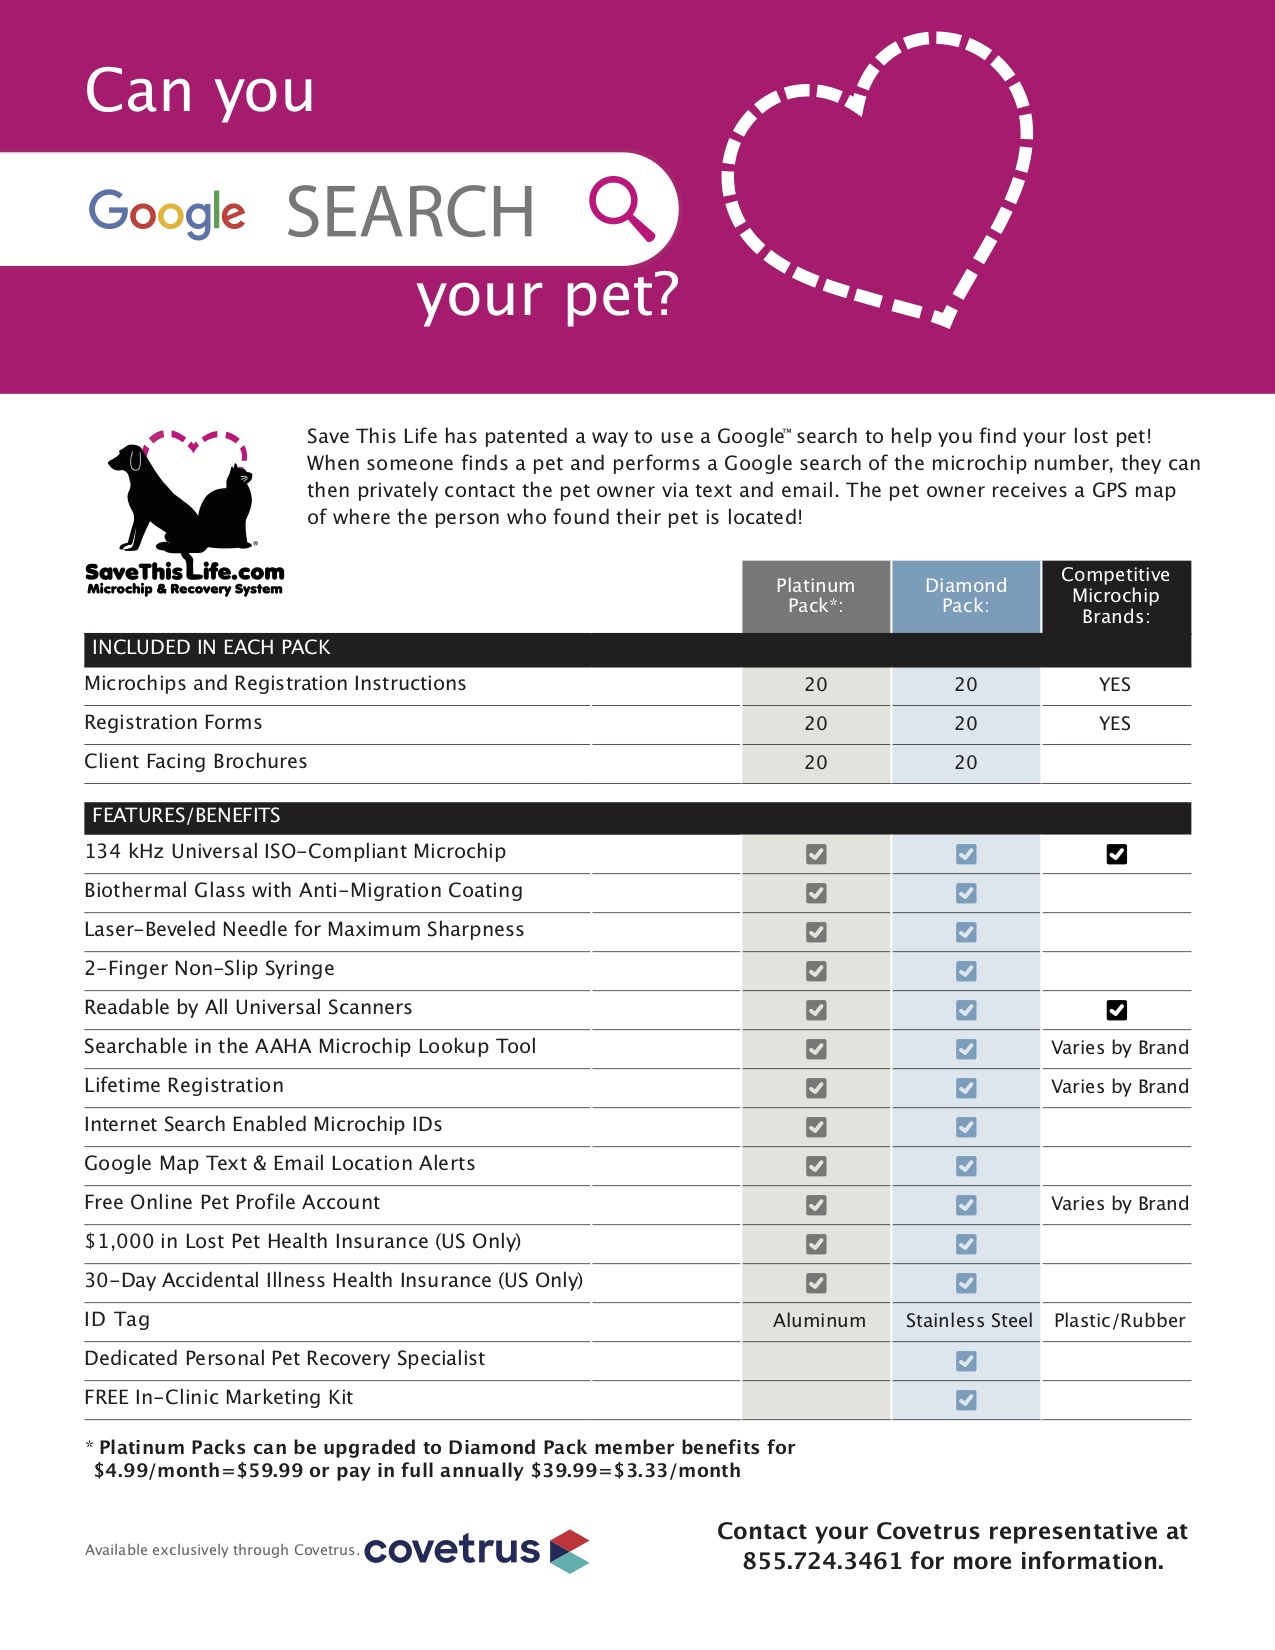 Can you
Google SEARCH
your pet?
Save This Life has patented a way to use a Google™ search to help you find your lost pet!
When someone finds a pet and performs a Google search of the microchip number, they can
then privately contact the pet owner via text and email. The pet owner receives a GPS map
of where the person who found their pet is located!
SaveThisLife.com
Microchip & Recovery System
®
Platinum Pack*:
Diamond Pack:
Competitive Microchip Brands:
INCLUDED IN EACH PACK
Microchips and Registration Instructions 20 20 YES
Registration Forms 20 20 YES
Client Facing Brochures 20 20
FEATURES/BENEFITS
134 kHz Universal ISO-Compliant Microchip
Biothermal Glass with Anti-Migration Coating
Laser-Beveled Needle for Maximum Sharpness
2-Finger Non-Slip Syringe
Readable by All Universal Scanners
Searchable in the AAHA Microchip Lookup Tool Varies by Brand
Lifetime Registration Varies by Brand
Internet Search Enabled Microchip IDs
Google Map Text & Email Location Alerts
Free Online Pet Profile Account Varies by Brand
$1,000 in Lost Pet Health Insurance (US Only)
30-Day Accidental Illness Health Insurance (US Only)
ID Tag Aluminum Stainless Steel Plastic/Rubber
Dedicated Personal Pet Recovery Specialist
FREE In-Clinic Marketing Kit
* Platinum Packs can be upgraded to Diamond Pack member benefits for
$4.99/month=$59.99 or pay in full annually $39.99=$3.33/month
Available exclusively through Covetrus. covetrus
Contact your Covetrus representative at
855.724.3461 for more information.